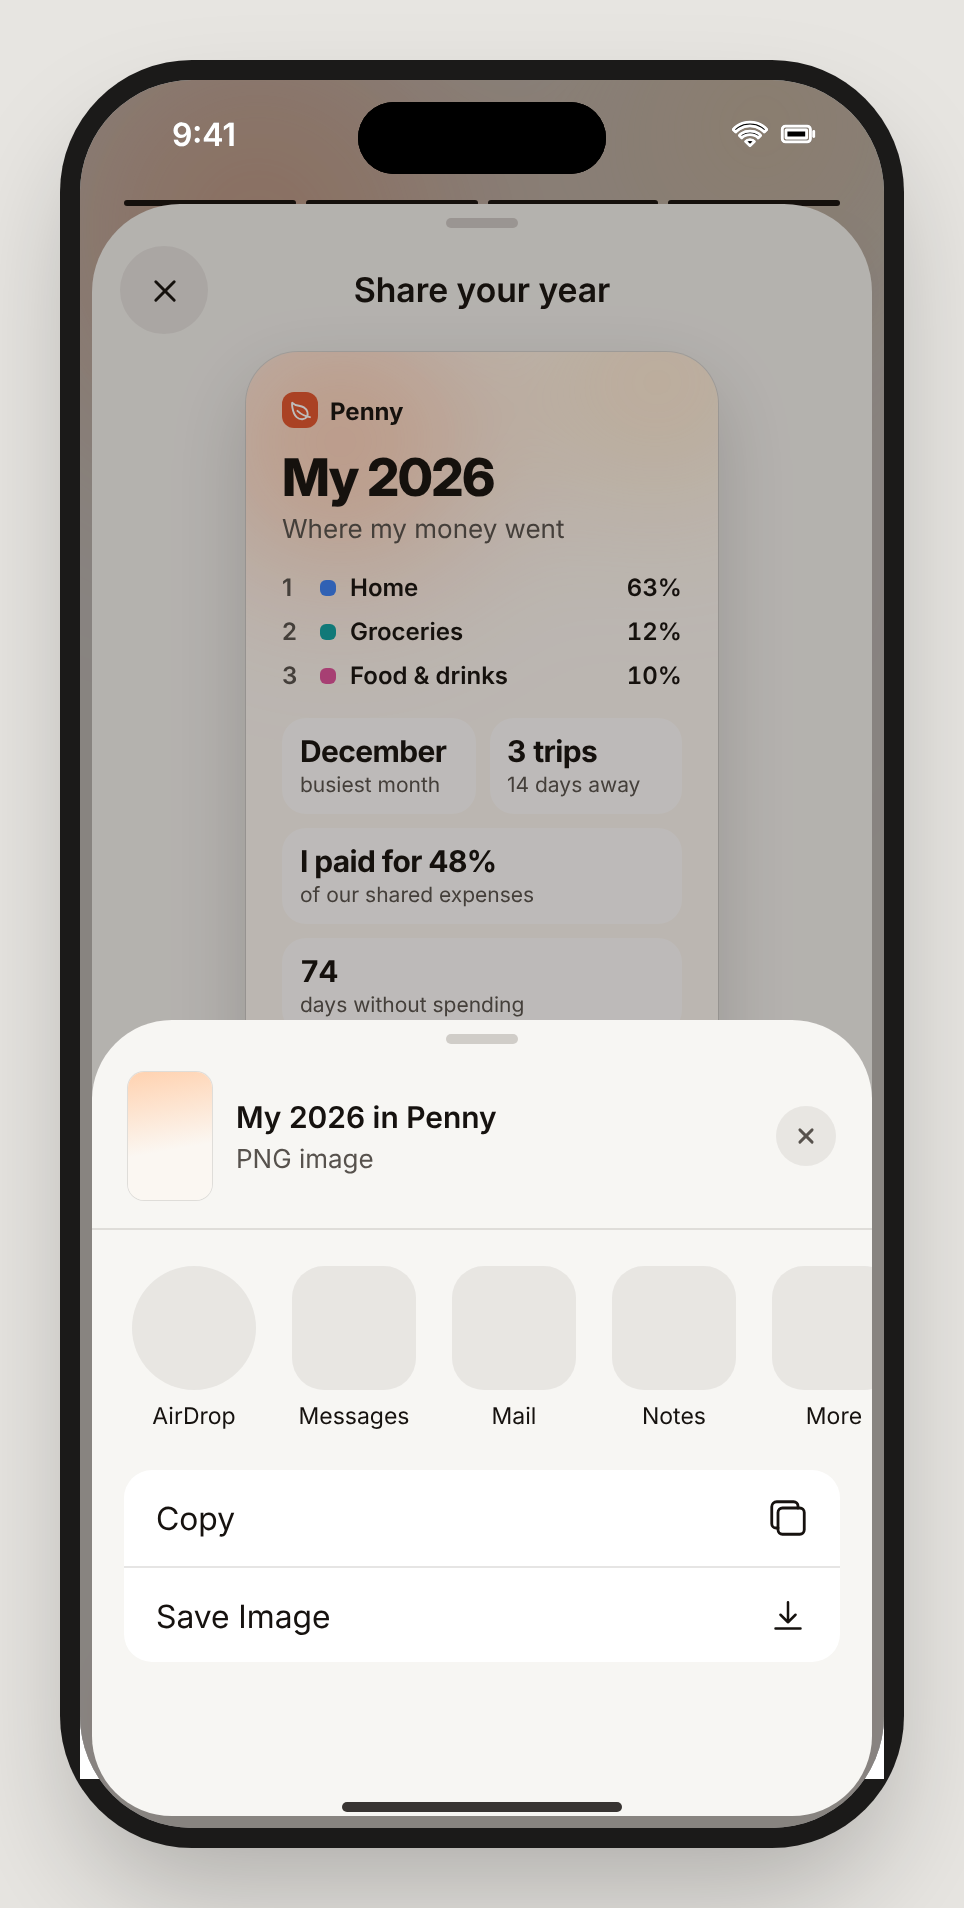 9:41
Share your year
Penny
My 2026
Where my money went
1 Home 63%
2 Groceries 12%
3 Food & drinks 10%
December
busiest month
3 trips
14 days away
I paid for 48%
of our shared expenses
74
days without spending
My 2026 in Penny
PNG image
AirDrop Messages Mail Notes More
Copy
Save Image